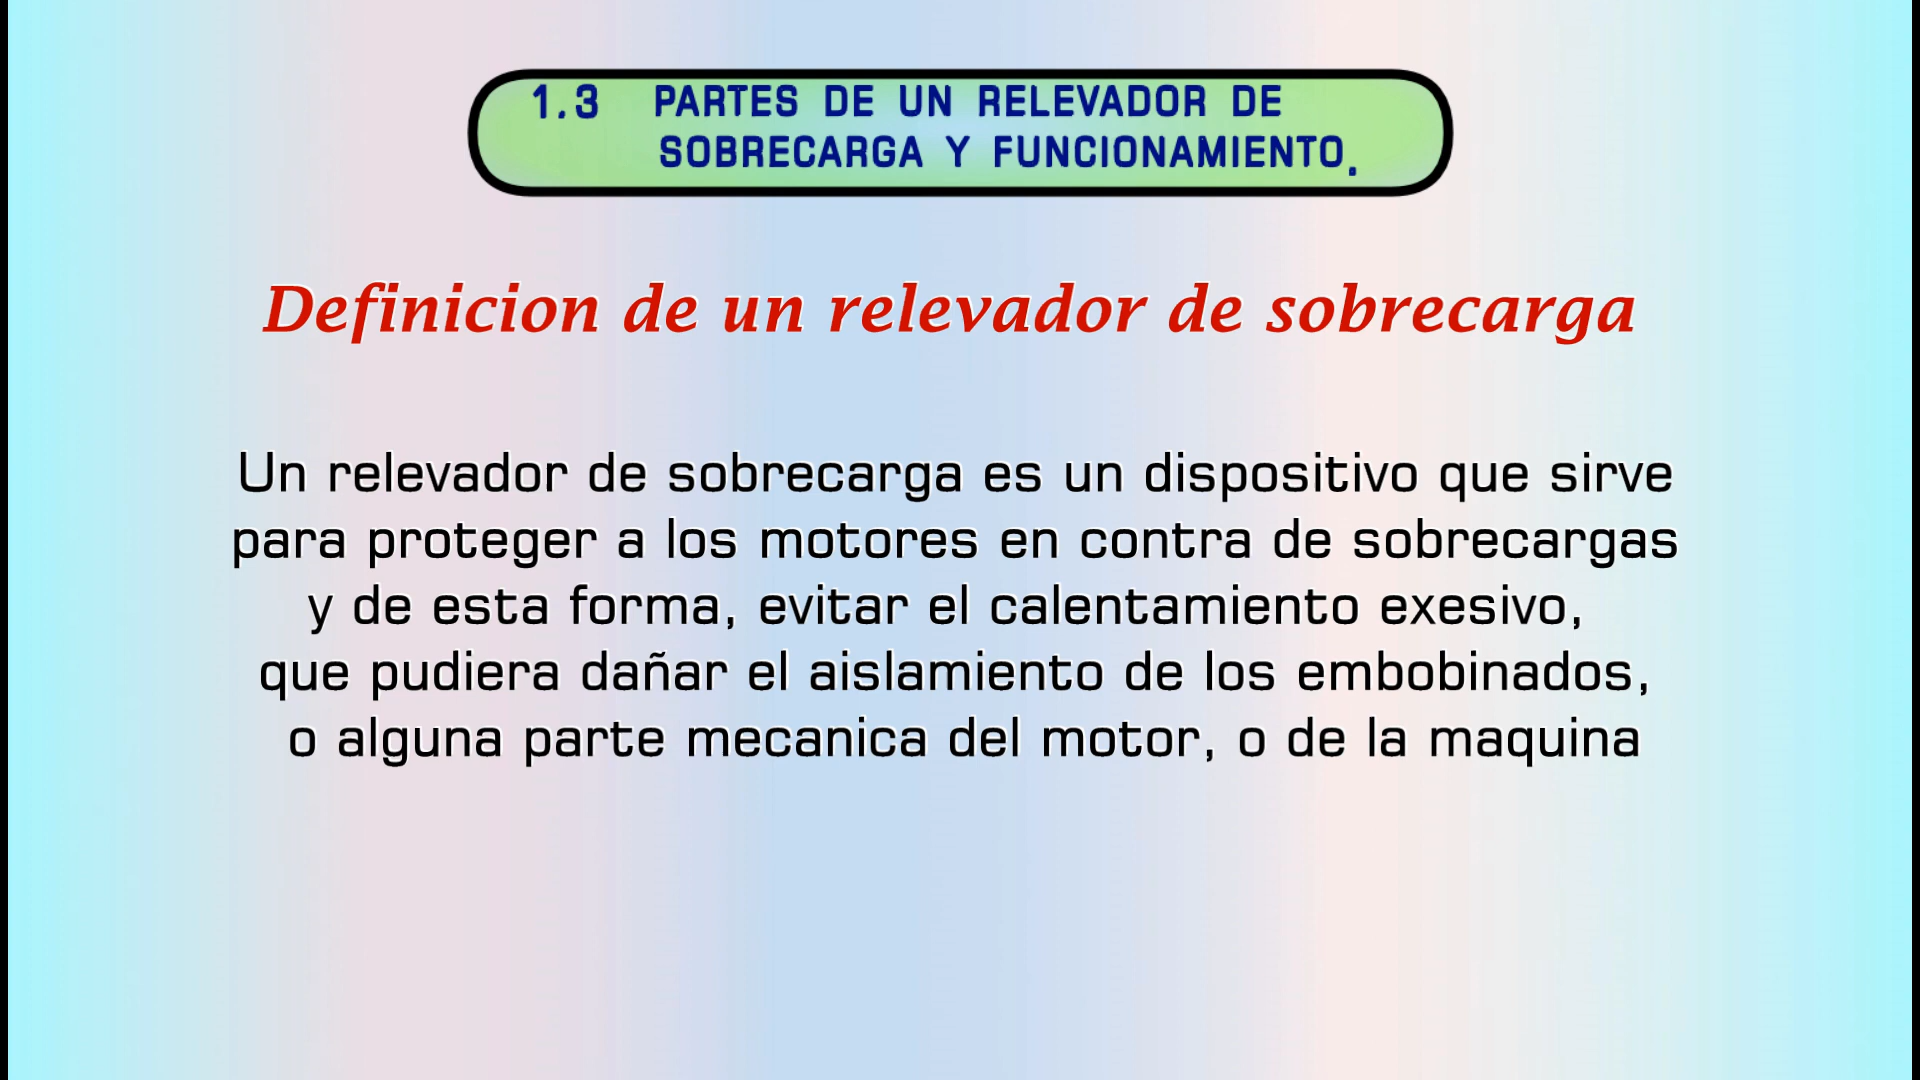 1.3 PARTES DE UN RELEVADOR DE
SOBRECARGA Y FUNCIONAMIENTO.
Definicion de un relevador de sobrecarga
Un relevador de sobrecarga es un dispositivo que sirve
para proteger a los motores en contra de sobrecargas
y de esta forma, evitar el calentamiento exesivo,
que pudiera dañar el aislamiento de los embobinados,
o alguna parte mecanica del motor, o de la maquina